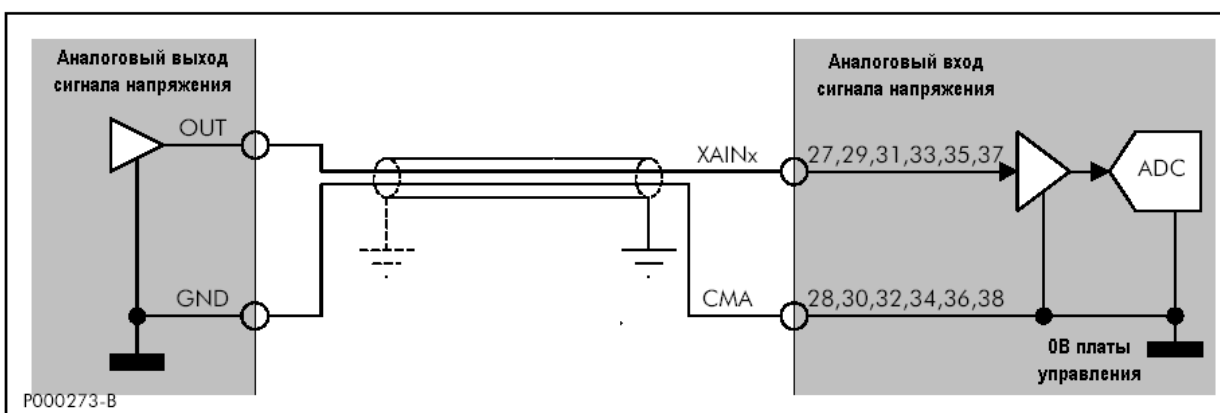 Аналоговый выход
сигнала напряжения
Аналоговый вход
сигнала напряжения
OUT
XAINx
27,29,31,33,35,37
ADC
GND
CMA
28,30,32,34,36,38
0В платы
управления
P000273-B